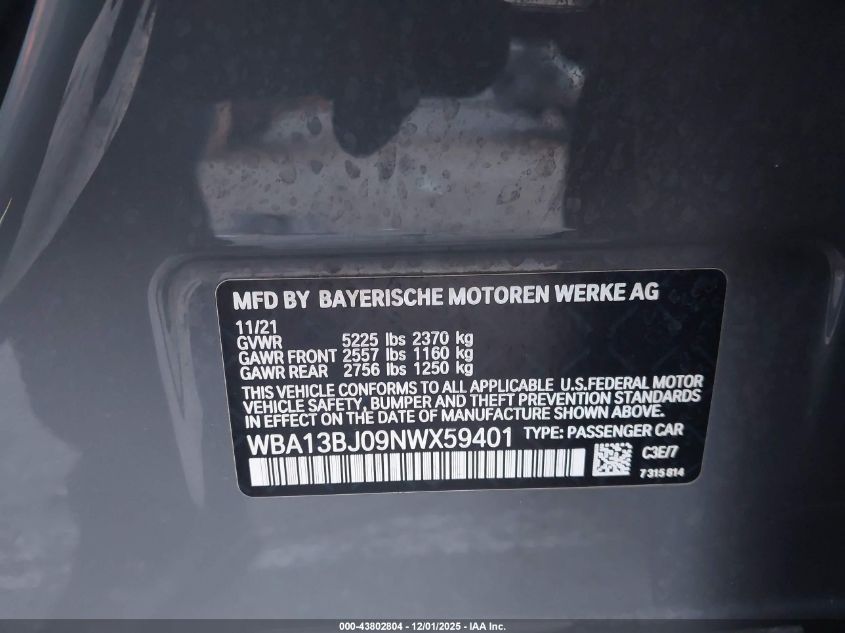 MFD BY BAYERISCHE MOTOREN WERKE AG
11/21
GVWR 5225 lbs 2370 kg
GAWR FRONT 2557 lbs 1160 kg
GAWR REAR 2756 lbs 1250 kg
THIS VEHICLE CONFORMS TO ALL APPLICABLE U.S.FEDERAL MOTOR
VEHICLE SAFETY, BUMPER AND THEFT PREVENTION STANDARDS
IN EFFECT ON THE DATE OF MANUFACTURE SHOWN ABOVE.
WBA13BJ09NWX59401 TYPE: PASSENGER CAR
C3E/7
7 315 814
000-43802804 - 12/01/2025 - IAA Inc.